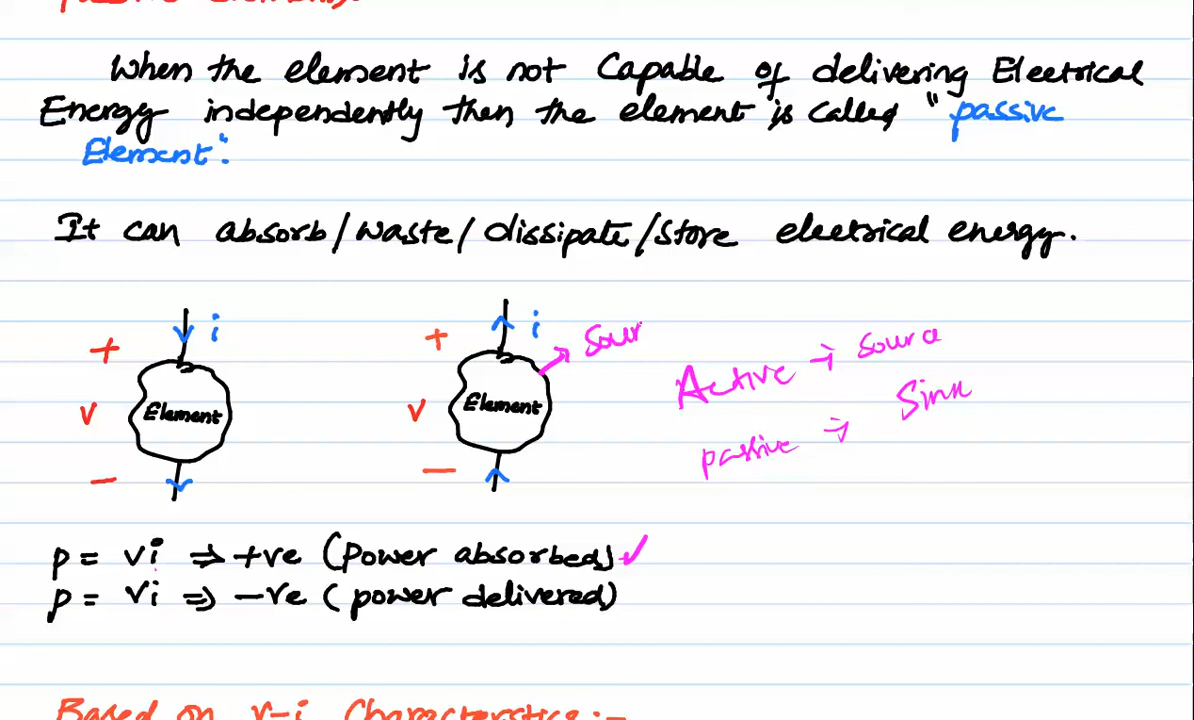 When the element is not Capable of delivering Electrical
Energy independently then the element is called "passive
Element".
It can absorb/waste/dissipate/store electrical energy.
+ i
v Element
-
+ i Sour
v Element
-
Active → source
passive → Sink
p = vi ⇒ +ve (Power absorbed) ✓
p = vi ⇒ -ve (power delivered)
Based on v-i Characterstics:-